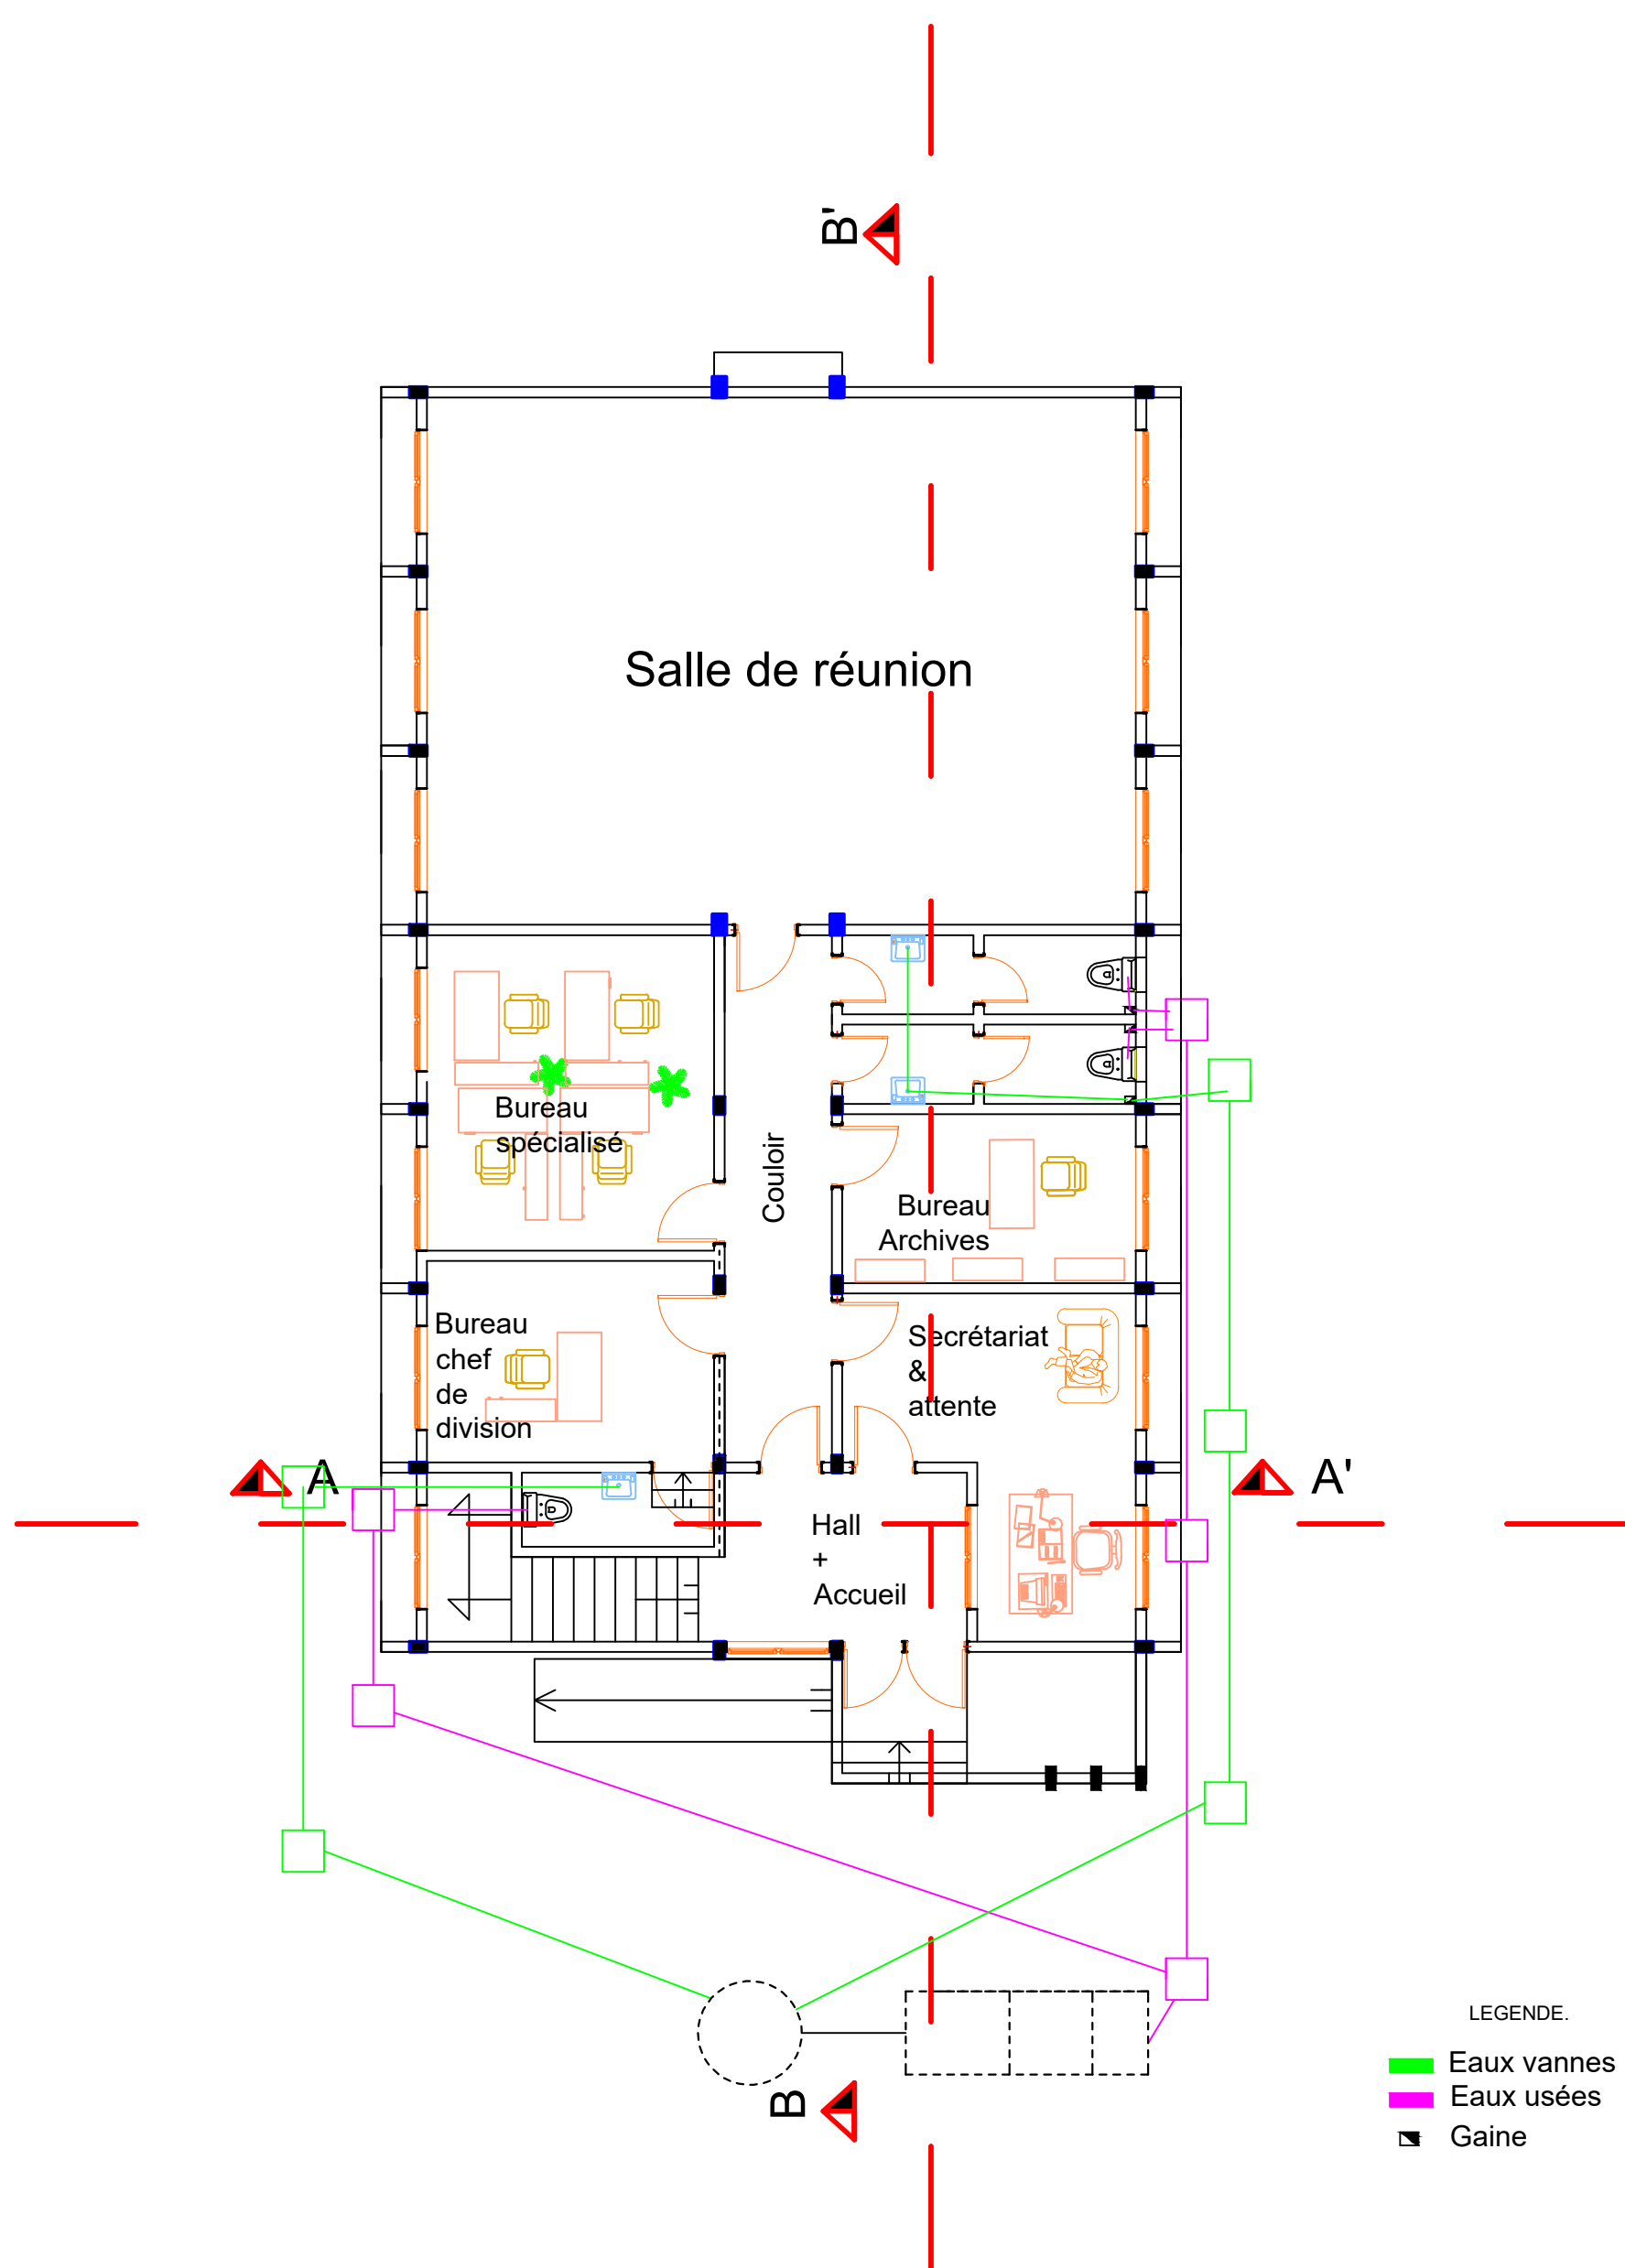 B'
Salle de réunion
Bureau
spécialisé
Couloir
Bureau
Archives
Bureau
chef
de
division
Secrétariat
&
attente
A
A'
Hall
+
Accueil
B
LEGENDE.
Eaux vannes
Eaux usées
Gaine